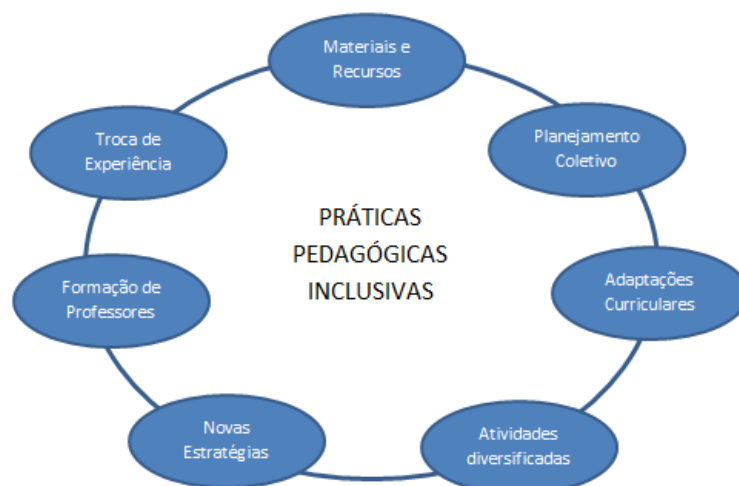 Materiais e
Recursos
Troca de
Experiência
Planejamento
Coletivo
PRÁTICAS
PEDAGÓGICAS
INCLUSIVAS
Formação de
Professores
Adaptações
Curriculares
Novas
Estratégias
Atividades
diversificadas